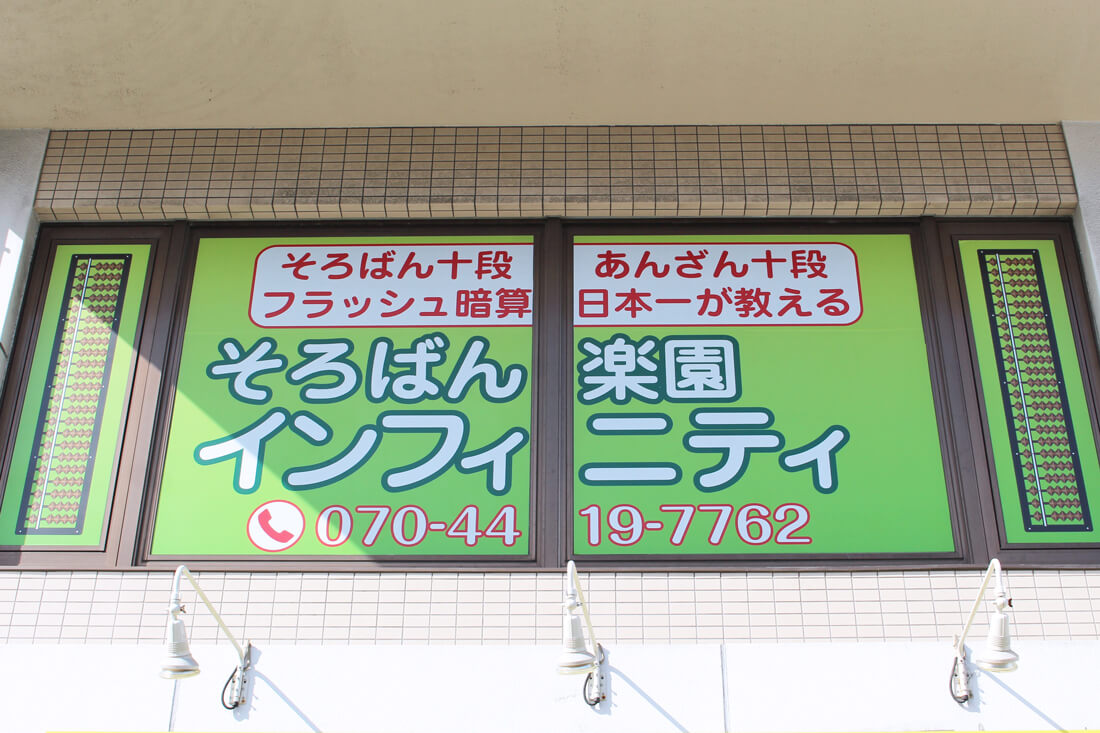 そろばん十段 あんざん十段
フラッシュ暗算日本一が教える
そろばん楽園
インフィニティ
070-4419-7762